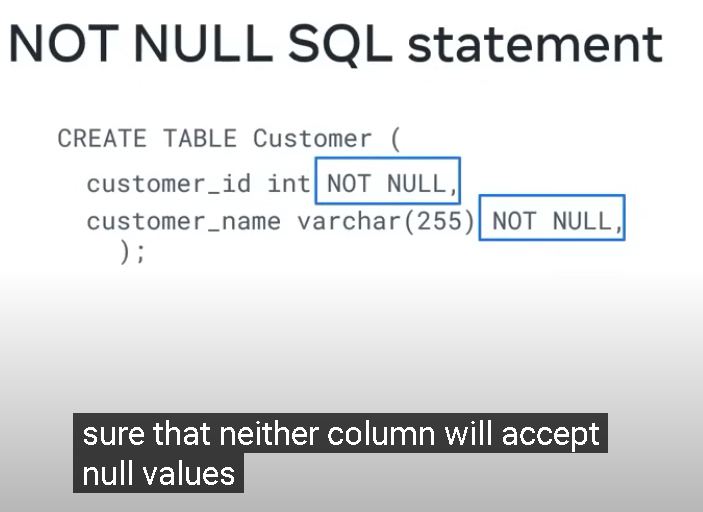 NOT NULL SQL statement
CREATE TABLE Customer (
customer_id int NOT NULL,
customer_name varchar(255) NOT NULL,
);
sure that neither column will accept
null values